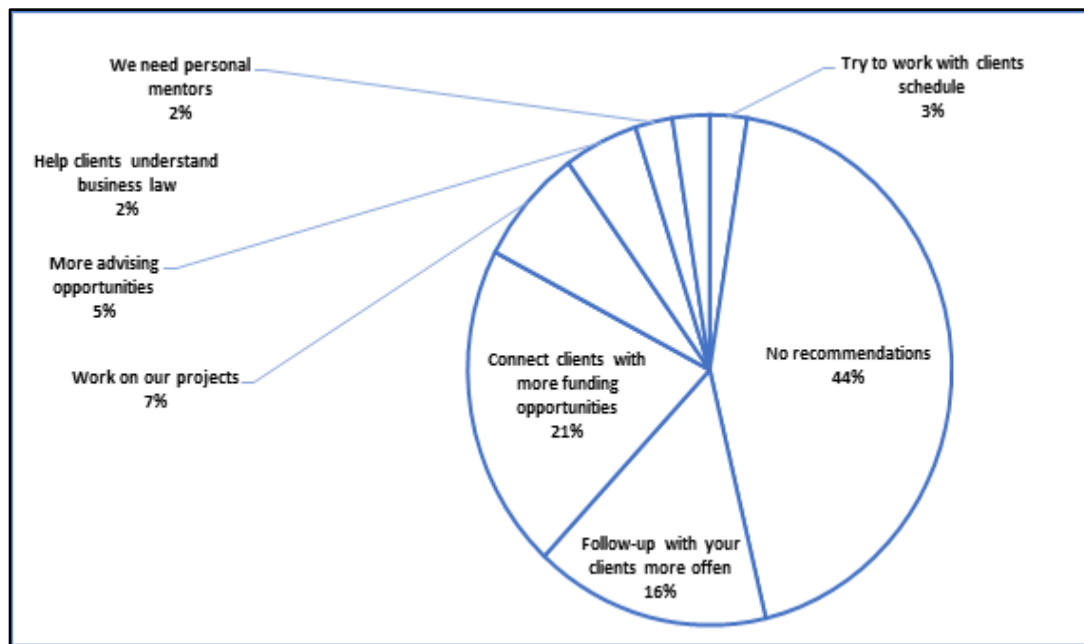 We need personal
mentors
2%
Try to work with clients
schedule
3%
Help clients understand
business law
2%
More advising
opportunities
5%
Work on our projects
7%
Connect clients with
more funding
opportunities
21%
No recommendations
44%
Follow-up with your
clients more offen
16%